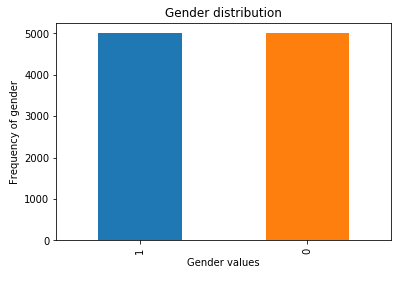 Gender distribution
5000
4000
3000
2000
1000
0
Frequency of gender
1
0
Gender values